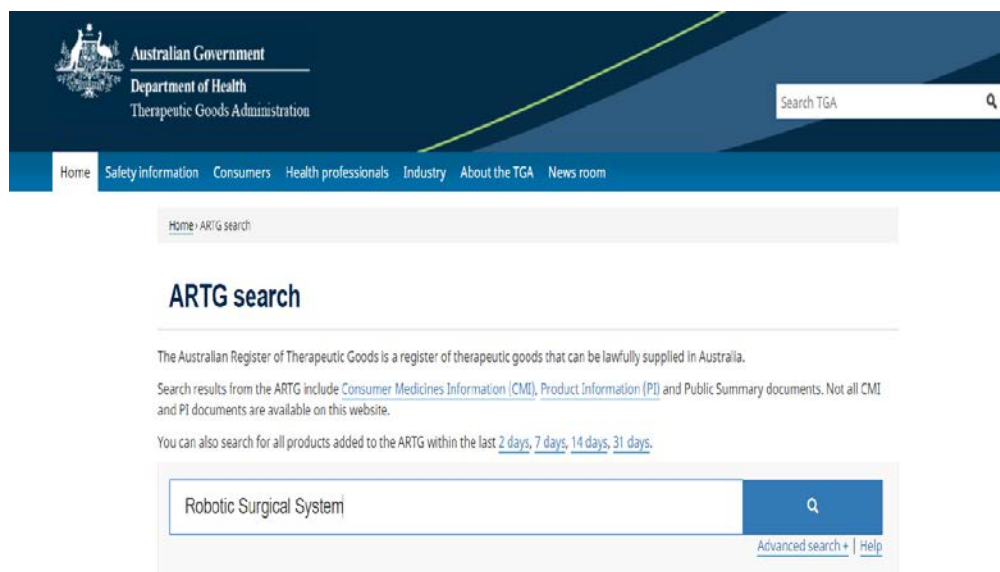 Australian Government
Department of Health
Therapeutic Goods Administration
Search TGA
Home Safety information Consumers Health professionals Industry About the TGA News room
Home › ARTG search
ARTG search
The Australian Register of Therapeutic Goods is a register of therapeutic goods that can be lawfully supplied in Australia.
Search results from the ARTG include Consumer Medicines Information (CMI), Product Information (PI) and Public Summary documents. Not all CMI
and PI documents are available on this website.
You can also search for all products added to the ARTG within the last 2 days, 7 days, 14 days, 31 days.
Robotic Surgical System
Advanced search + | Help